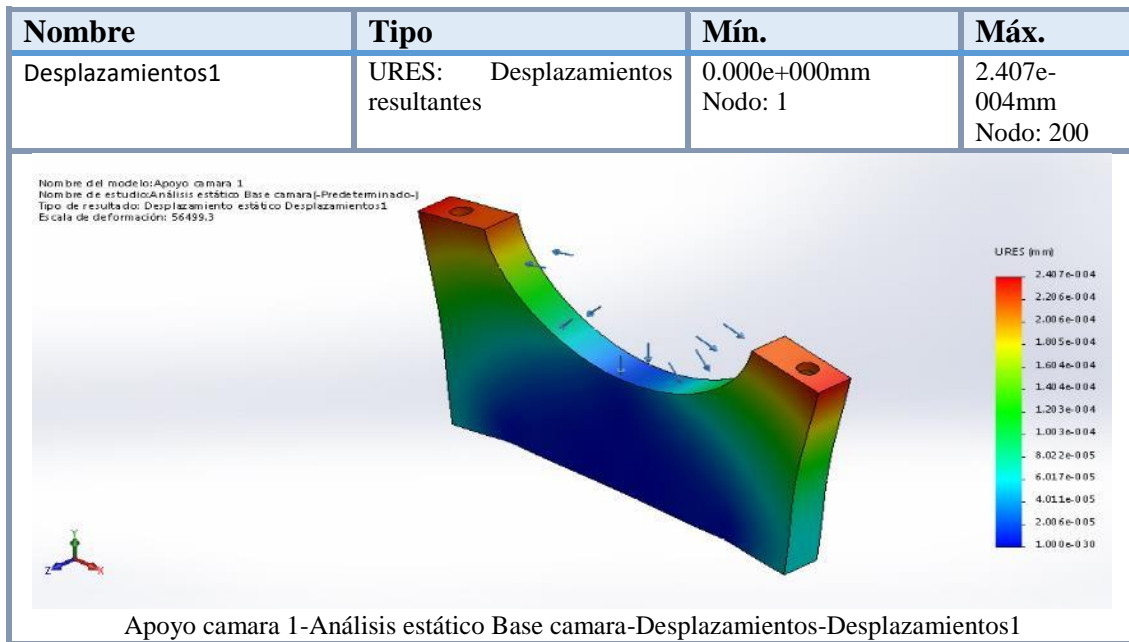 Nombre Tipo Mín. Máx.
Desplazamientos1 URES: Desplazamientos 0.000e+000mm 2.407e-
resultantes Nodo: 1 004mm
Nodo: 200
Nombre del modelo:Apoyo camara 1
Nombre de estudio:Análisis estático Base camara(-Predeterminado-)
Tipo de resultado: Desplazamiento estático Desplazamientos1
Escala de deformación: 56499.3
URES (mm)
2.407e-004
2.206e-004
2.006e-004
1.805e-004
1.604e-004
1.404e-004
1.203e-004
1.003e-004
8.022e-005
6.017e-005
4.011e-005
2.006e-005
1.000e-030
Y
Z X
Apoyo camara 1-Análisis estático Base camara-Desplazamientos-Desplazamientos1